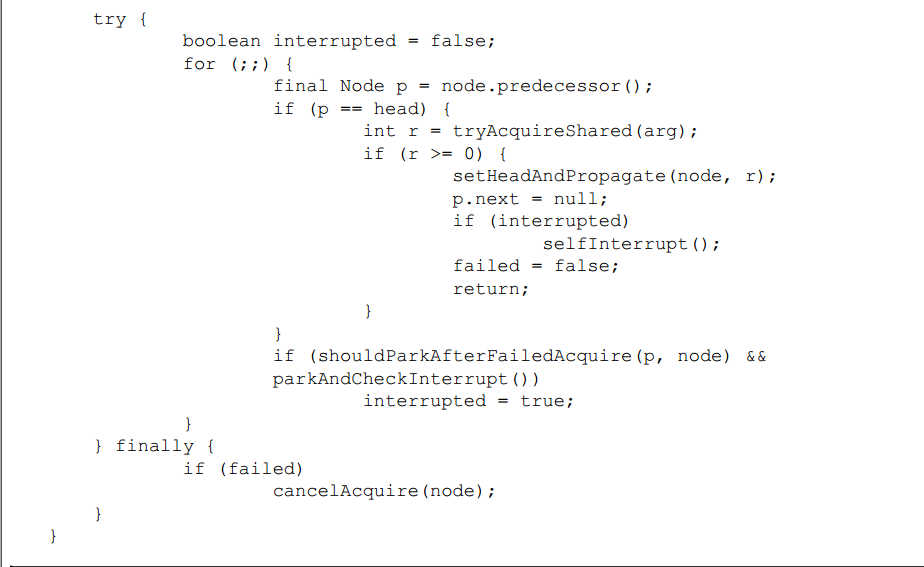 try {
boolean interrupted = false;
for (;;) {
final Node p = node.predecessor();
if (p == head) {
int r = tryAcquireShared(arg);
if (r >= 0) {
setHeadAndPropagate(node, r);
p.next = null;
if (interrupted)
selfInterrupt();
failed = false;
return;
}
}
if (shouldParkAfterFailedAcquire(p, node) &&
parkAndCheckInterrupt())
interrupted = true;
}
} finally {
if (failed)
cancelAcquire(node);
}
}